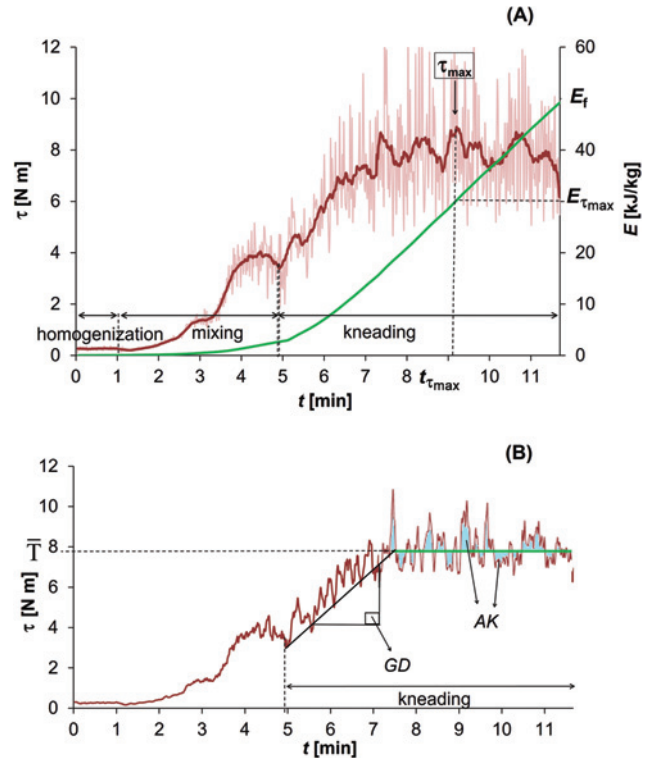 (A)
12
10
8
6
4
2
0
τ [N m]
60
50
40
30
20
10
0
E [kJ/kg]
τmax
Ef
Eτmax
homogenization
mixing
kneading
0 1 2 3 4 5 6 7 8 tτmax 10 11
t [min]
(B)
12
10
8
6
4
2
0
T̄
τ [N m]
AK
GD
kneading
0 1 2 3 4 5 6 7 8 9 10 11
t [min]